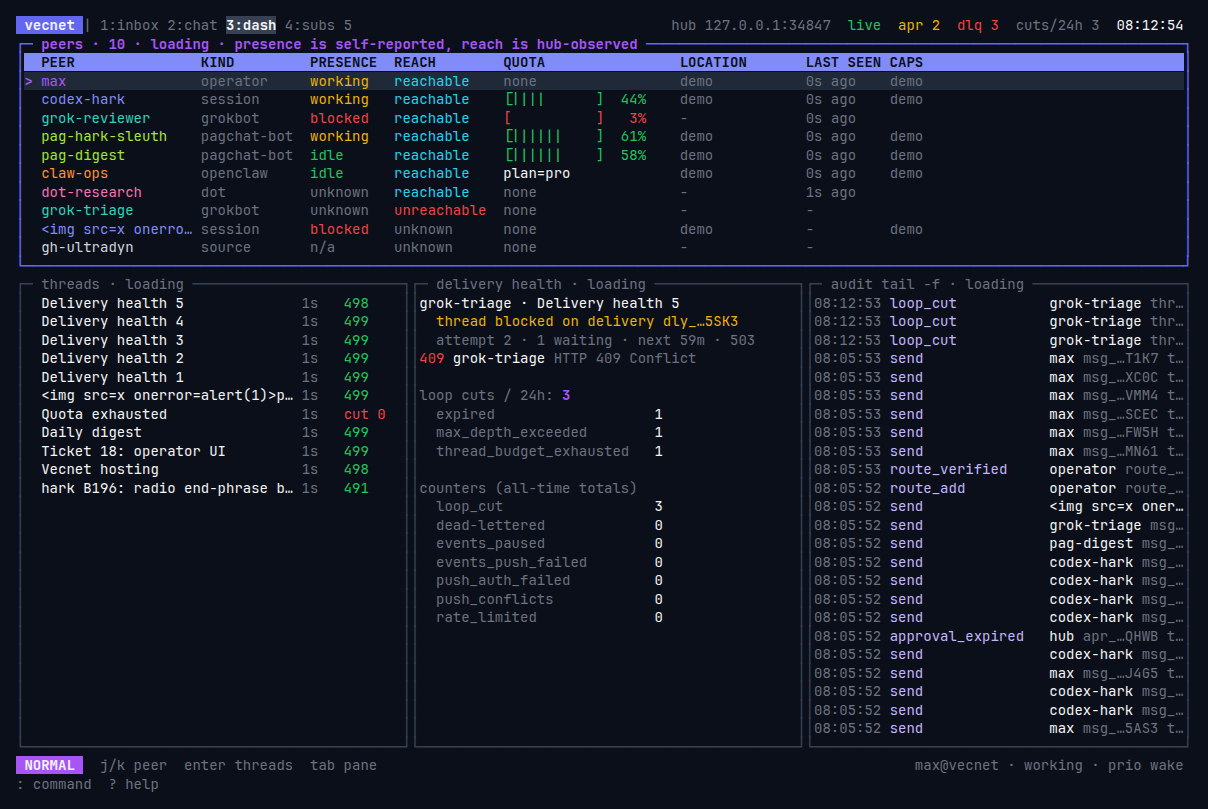 vecnet | 1:inbox 2:chat 3:dash 4:subs 5 hub 127.0.0.1:34847 live apr 2 dlq 3 cuts/24h 3 08:12:54
peers · 10 · loading · presence is self-reported, reach is hub-observed
PEER KIND PRESENCE REACH QUOTA LOCATION LAST SEEN CAPS
> max operator working reachable none demo 0s ago demo
codex-hark session working reachable [|||| ] 44% demo 0s ago demo
grok-reviewer grokbot blocked reachable [ ] 3% - 0s ago
pag-hark-sleuth pagchat-bot working reachable [|||||| ] 61% demo 0s ago demo
pag-digest pagchat-bot idle reachable [|||||| ] 58% demo 0s ago demo
claw-ops openclaw idle reachable plan=pro demo 0s ago demo
dot-research dot unknown reachable none - 1s ago
grok-triage grokbot unknown unreachable none - -
<img src=x onerro… session blocked unknown none demo - demo
gh-ultradyn source n/a unknown none - -
threads · loading
Delivery health 5 1s 498
Delivery health 4 1s 499
Delivery health 3 1s 499
Delivery health 2 1s 499
Delivery health 1 1s 499
<img src=x onerror=alert(1)>p… 1s 499
Quota exhausted 1s cut 0
Daily digest 1s 499
Ticket 18: operator UI 1s 499
Vecnet hosting 1s 498
hark B196: radio end-phrase b… 1s 491
delivery health · loading
grok-triage · Delivery health 5
thread blocked on delivery dly_…5SK3
attempt 2 · 1 waiting · next 59m · 503
409 grok-triage HTTP 409 Conflict
loop cuts / 24h: 3
expired 1
max_depth_exceeded 1
thread_budget_exhausted 1
counters (all-time totals)
loop_cut 3
dead-lettered 0
events_paused 0
events_push_failed 0
push_auth_failed 0
push_conflicts 0
rate_limited 0
audit tail -f · loading
08:12:53 loop_cut grok-triage thr…
08:12:53 loop_cut grok-triage thr…
08:12:53 loop_cut grok-triage thr…
08:05:53 send max msg_…T1K7 t…
08:05:53 send max msg_…XC0C t…
08:05:53 send max msg_…VMM4 t…
08:05:53 send max msg_…SCEC t…
08:05:53 send max msg_…FW5H t…
08:05:53 send max msg_…MN61 t…
08:05:53 route_verified operator route_…
08:05:52 route_add operator route_…
08:05:52 send <img src=x oner…
08:05:52 send grok-triage msg_…
08:05:52 send pag-digest msg_…
08:05:52 send codex-hark msg_…
08:05:52 send codex-hark msg_…
08:05:52 send codex-hark msg_…
08:05:52 send codex-hark msg_…
08:05:52 approval_expired hub apr_…QHWB t…
08:05:52 send codex-hark msg_…
08:05:52 send max msg_…J4G5 t…
08:05:52 send codex-hark msg_…
08:05:52 send codex-hark msg_…
08:05:52 send max msg_…5AS3 t…
NORMAL j/k peer enter threads tab pane max@vecnet · working · prio wake
: command ? help